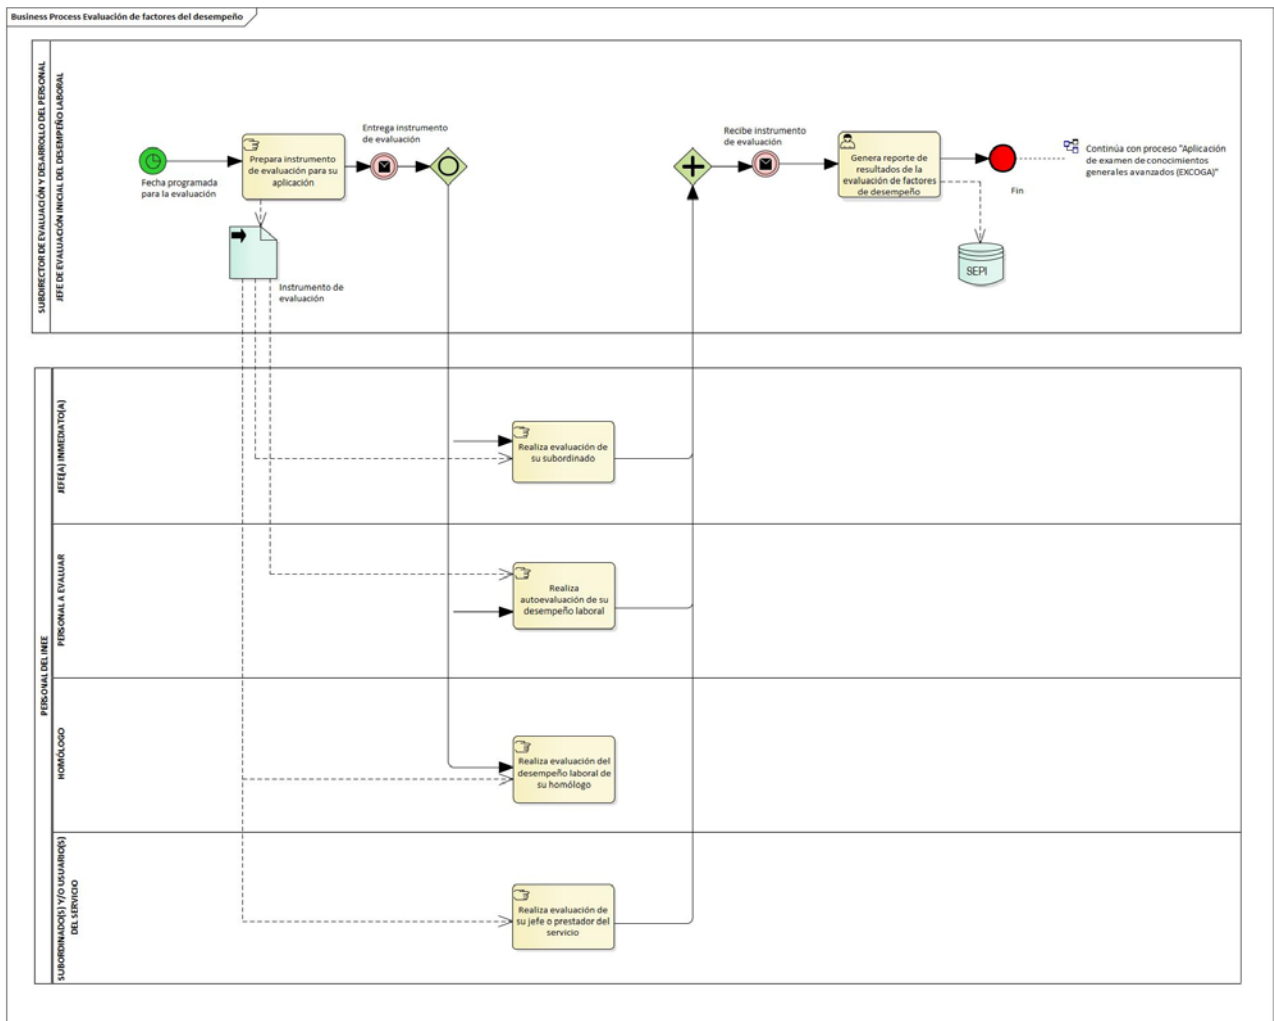 Business Process Evaluación de factores del desempeño
SUBDIRECTOR DE EVALUACIÓN Y DESARROLLO DEL PERSONAL
JEFE DE EVALUACIÓN INICIAL DEL DESEMPEÑO LABORAL
Fecha programada
para la evaluación
Prepara instrumento
de evaluación para su
aplicación
Entrega instrumento
de evaluación
Instrumento de
evaluación
Recibe instrumento
de evaluación
Genera reporte de
resultados de la
evaluación de factores
de desempeño
Fin
Continúa con proceso "Aplicación
de examen de conocimientos
generales avanzados (EXCOGA)"
SEPI
PERSONAL DEL INEE
JEFE(A) INMEDIATO(A)
Realiza evaluación de
su subordinado
PERSONAL A EVALUAR
Realiza
autoevaluación de su
desempeño laboral
HOMÓLOGO
Realiza evaluación del
desempeño laboral de
su homólogo
SUBORDINADO(S) Y/O USUARIO(S)
DEL SERVICIO
Realiza evaluación de
su jefe o prestador del
servicio